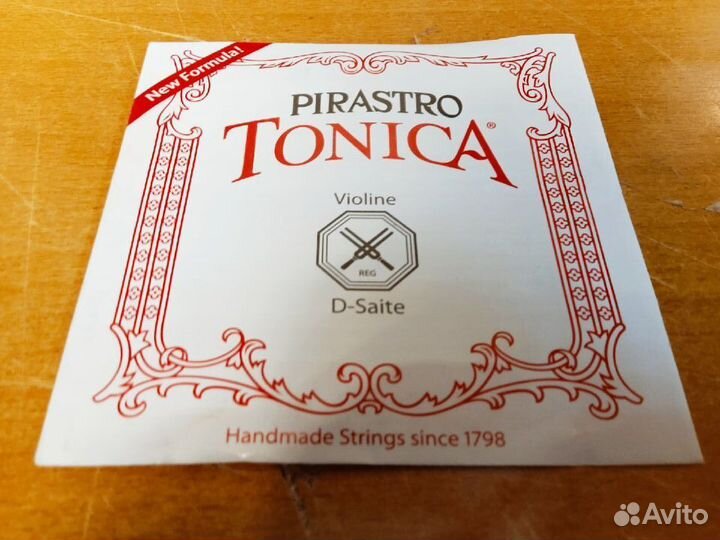 New Formula!
PIRASTRO
TONICA®
Violine
REG
D-Saite
Handmade Strings since 1798
Avito